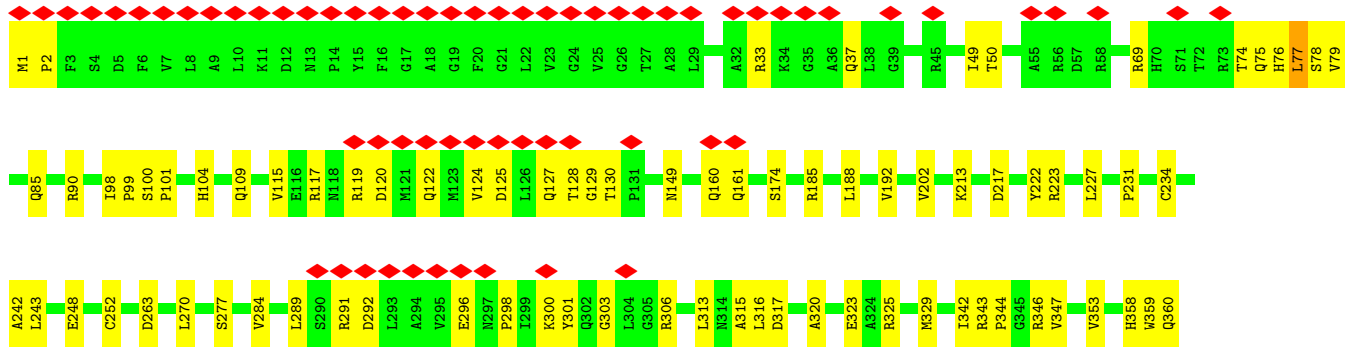 M1 P2 F3 S4 D5 F6 V7 L8 A9 L10 K11 D12 N13 P14 Y15 F16 G17 A18 G19 F20 G21 L22 V23 G24 V25 G26 T27 A28 L29 A32 R33 K34 G35 A36 Q37 L38 G39 R45 I49 T50 A55 R56 D57 R58 R69 H70 S71 T72 R73 T74 Q75 H76 L77 S78 V79
Q85 R90 I98 P99 S100 P101 H104 Q109 V115 E116 R117 N118 R119 D120 M121 Q122 M123 V124 D125 L126 Q127 T128 G129 T130 P131 N149 Q160 Q161 S174 R185 L188 V192 V202 K213 D217 Y222 R223 L227 P231 C234
A242 L243 E248 C252 D263 L270 S277 V284 L289 S290 R291 D292 L293 A294 V295 E296 N297 P298 I299 K300 Y301 Q302 G303 L304 G305 R306 L313 N314 A315 L316 D317 A320 E323 A324 R325 M329 I342 R343 P344 G345 R346 V347 V353 H358 W359 Q360